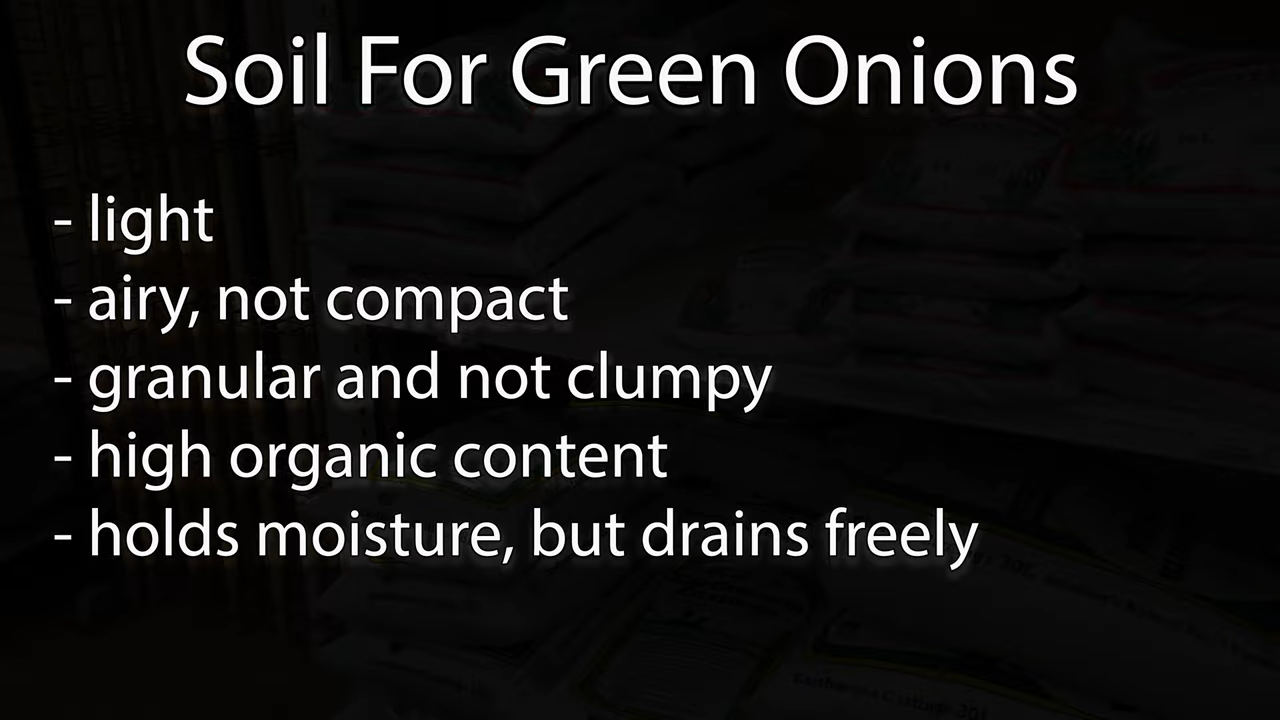 Soil For Green Onions
- light
- airy, not compact
- granular and not clumpy
- high organic content
- holds moisture, but drains freely